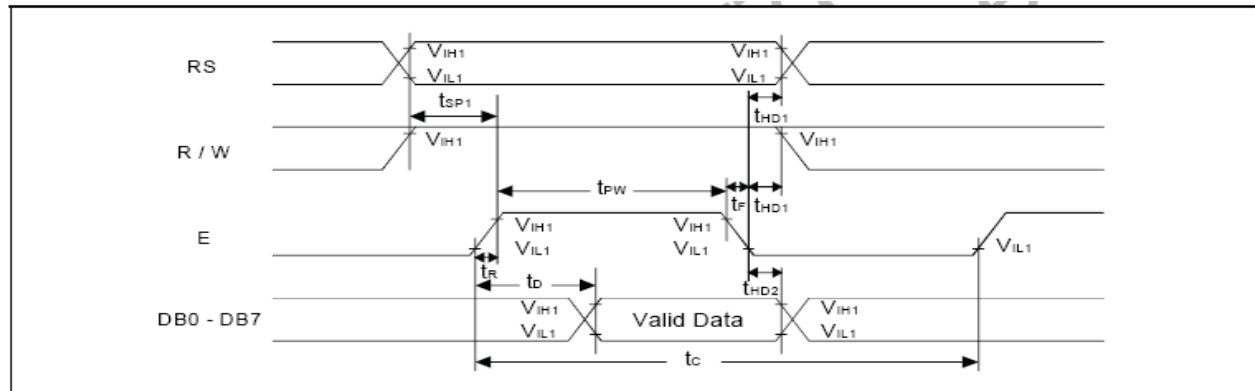 RS
VIH1 VIH1
VIL1 VIL1
tSP1
tHD1
R / W
VIH1 VIH1
tPW
tF
tHD1
E
VIH1 VIH1
VIL1 VIL1 VIL1
tR
tD
tHD2
DB0 - DB7
VIH1 Valid Data VIH1
VIL1 VIL1
tC